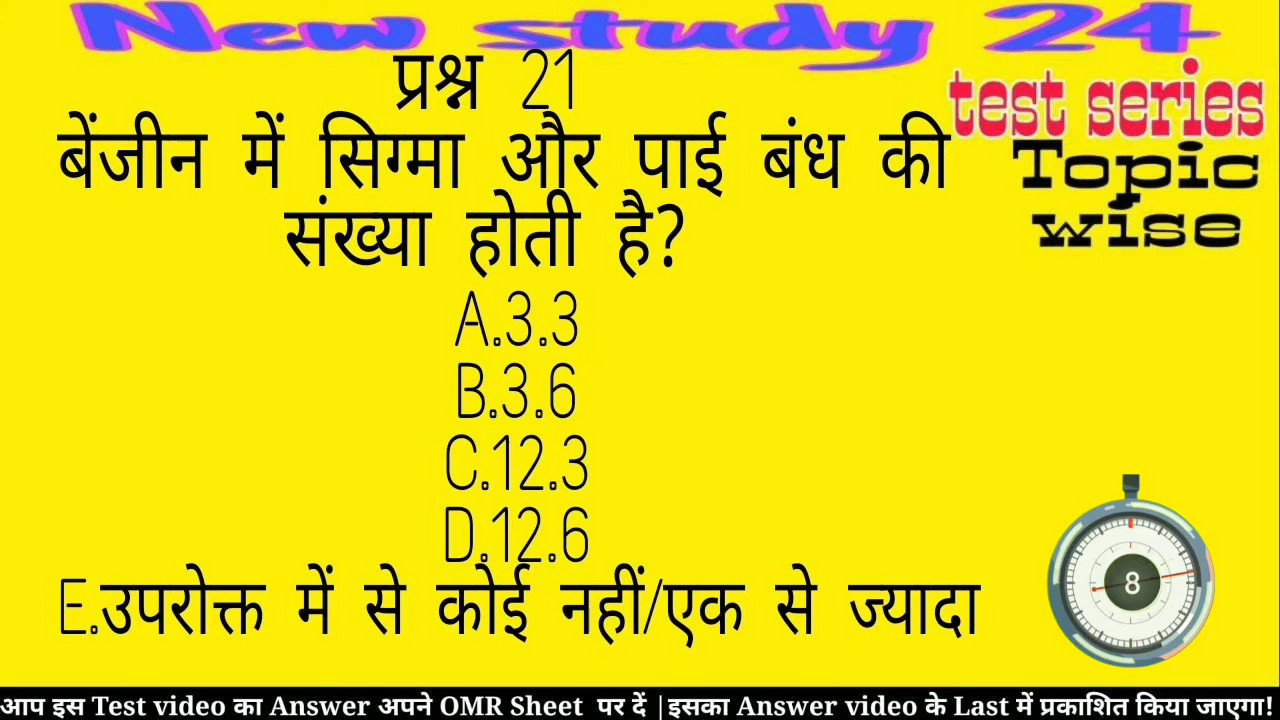 New study 24
test series
Topic
wise
प्रश्न 21
बेंजीन में सिग्मा और पाई बंध की
संख्या होती है?
A.3.3
B.3.6
C.12.3
D.12.6
E.उपरोक्त में से कोई नहीं/एक से ज्यादा
8
आप इस Test video का Answer अपने OMR Sheet पर दें |इसका Answer video के Last में प्रकाशित किया जाएगा!